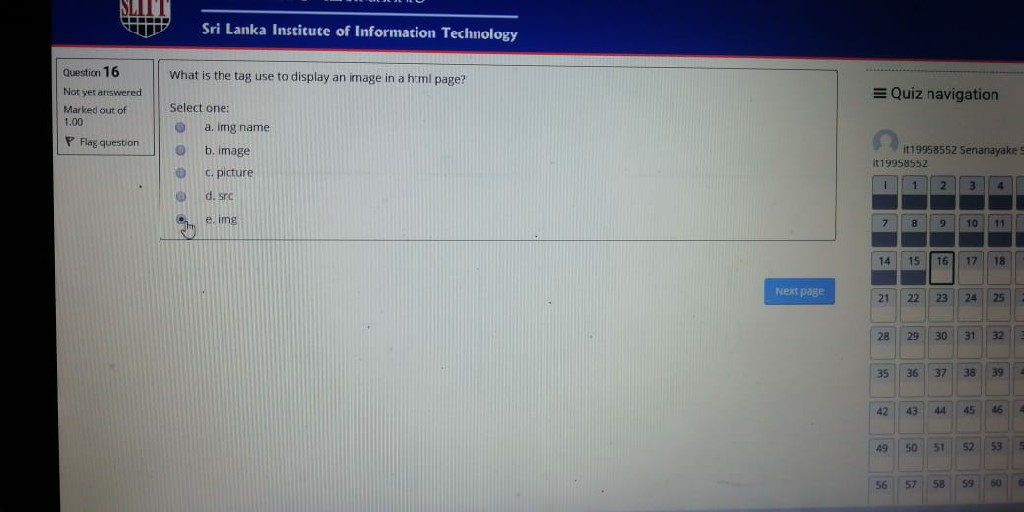 SLIIT
Sri Lanka Institute of Information Technology
Question 16
Not yet answered
Marked out of
1.00
Flag question
What is the tag use to display an image in a html page?
Select one:
a. img name
b. image
c. picture
d. src
e. img
Next page
Quiz navigation
it19958552 Senanayake S
it19958552
I 1 2 3 4
7 8 9 10 11
14 15 16 17 18
21 22 23 24 25
28 29 30 31 32
35 36 37 38 39
42 43 44 45 46
49 50 51 52 53
56 57 58 59 60